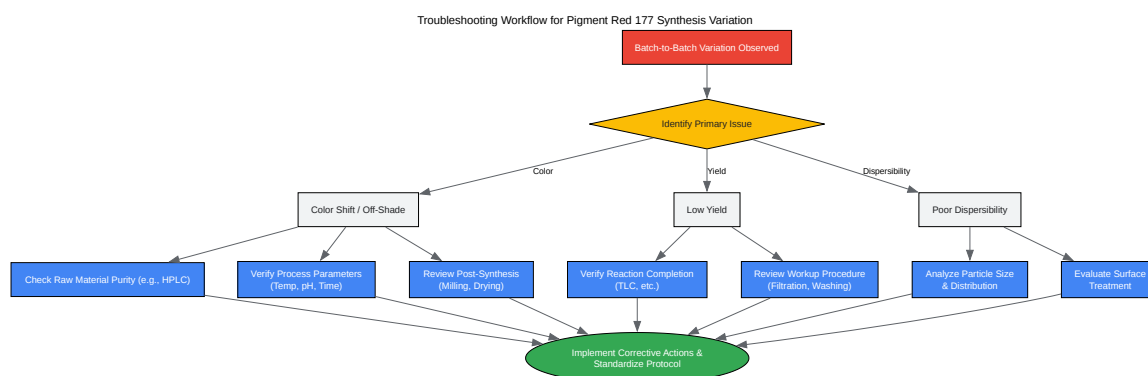 Troubleshooting Workflow for Pigment Red 177 Synthesis Variation
Batch-to-Batch Variation Observed
Identify Primary Issue
Color
Yield
Dispersibility
Color Shift / Off-Shade
Low Yield
Poor Dispersibility
Check Raw Material Purity (e.g., HPLC)
Verify Process Parameters
(Temp, pH, Time)
Review Post-Synthesis
(Milling, Drying)
Verify Reaction Completion
(TLC, etc.)
Review Workup Procedure
(Filtration, Washing)
Analyze Particle Size
& Distribution
Evaluate Surface
Treatment
Implement Corrective Actions &
Standardize Protocol